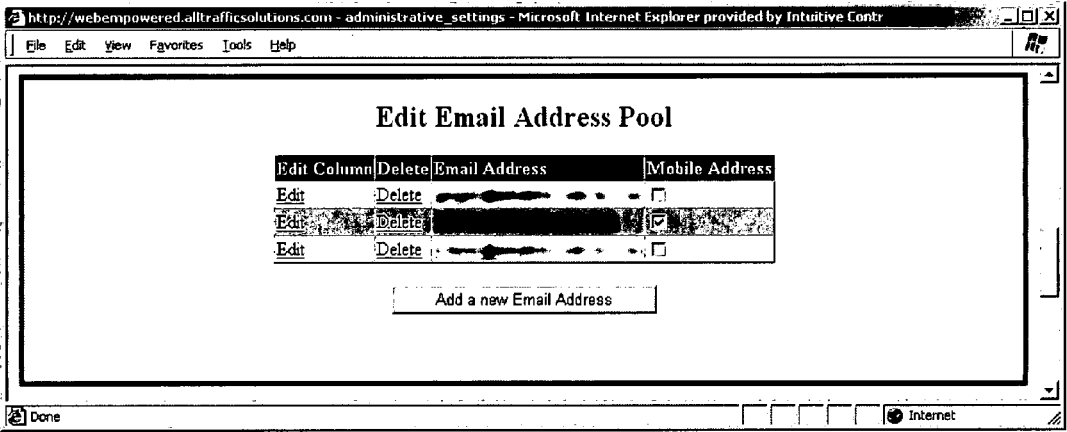 http://webempowered.alltrafficsolutions.com - administrative_settings - Microsoft Internet Explorer provided by Intuitive Contr
File Edit View Favorites Tools Help
Edit Email Address Pool
Edit Column Delete Email Address Mobile Address
Edit Delete
Edit Delete
Edit Delete
Add a new Email Address
Done Internet